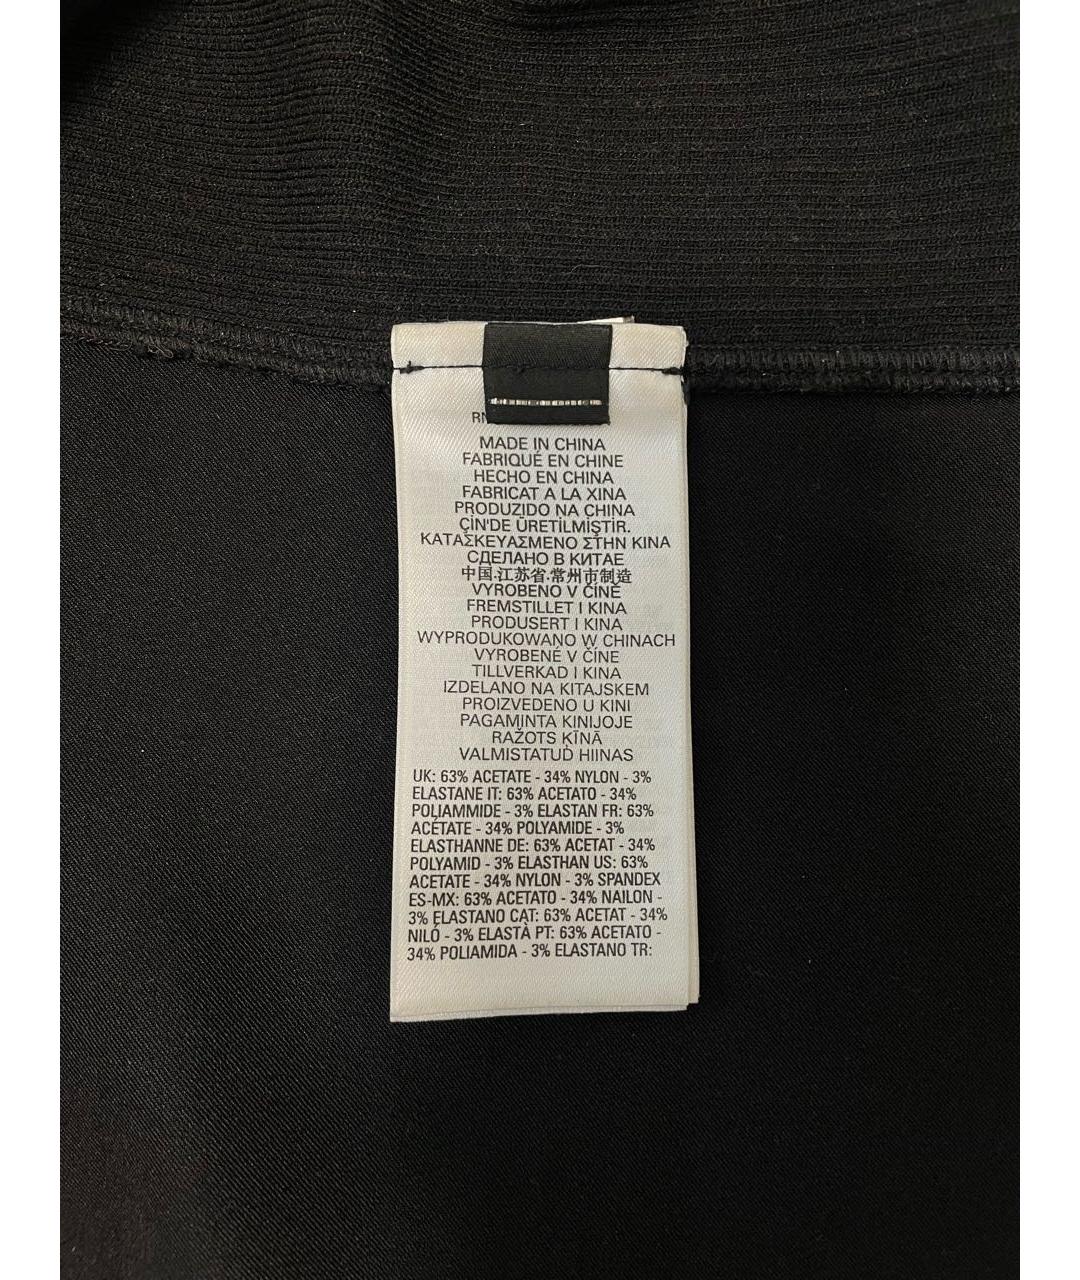 RN
MADE IN CHINA
FABRIQUÉ EN CHINE
HECHO EN CHINA
FABRICAT A LA XINA
PRODUZIDO NA CHINA
ÇİN'DE ÜRETİLMİŞTİR.
ΚΑΤΑΣΚΕΥΑΣΜΕΝΟ ΣΤΗΝ ΚΙΝΑ
СДЕЛАНО В КИТАЕ
中国.江苏省.常州市制造
VYROBENO V ČÍNĚ
FREMSTILLET I KINA
PRODUSERT I KINA
WYPRODUKOWANO W CHINACH
VYROBENÉ V ČÍNE
TILLVERKAD I KINA
IZDELANO NA KITAJSKEM
PROIZVEDENO U KINI
PAGAMINTA KINIJOJE
RAŽOTS ĶĪNĀ
VALMISTATUD HIINAS
UK: 63% ACETATE - 34% NYLON - 3%
ELASTANE IT: 63% ACETATO - 34%
POLIAMMIDE - 3% ELASTAN FR: 63%
ACÉTATE - 34% POLYAMIDE - 3%
ELASTHANNE DE: 63% ACETAT - 34%
POLYAMID - 3% ELASTHAN US: 63%
ACETATE - 34% NYLON - 3% SPANDEX
ES-MX: 63% ACETATO - 34% NAILON -
3% ELASTANO CAT: 63% ACETAT - 34%
NILÓ - 3% ELASTÀ PT: 63% ACETATO -
34% POLIAMIDA - 3% ELASTANO TR: